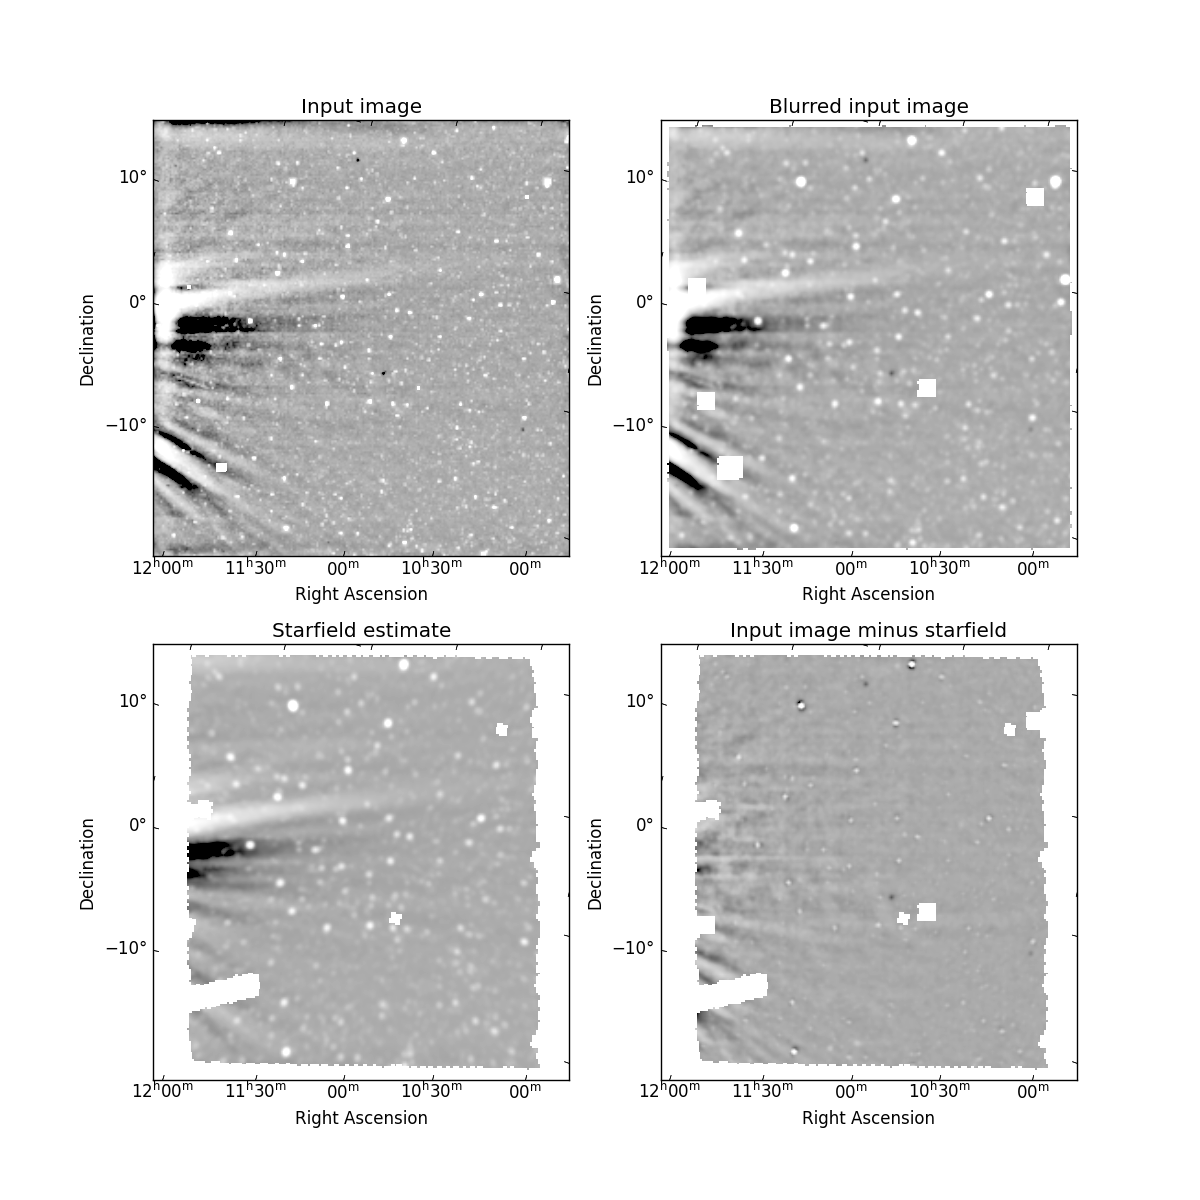 Input image
Blurred input image
10°
0°
−10°
Declination
12ʰ00ᵐ 11ʰ30ᵐ 00ᵐ 10ʰ30ᵐ 00ᵐ
Right Ascension
10°
0°
−10°
Declination
12ʰ00ᵐ 11ʰ30ᵐ 00ᵐ 10ʰ30ᵐ 00ᵐ
Right Ascension
Starfield estimate
Input image minus starfield
10°
0°
−10°
Declination
12ʰ00ᵐ 11ʰ30ᵐ 00ᵐ 10ʰ30ᵐ 00ᵐ
Right Ascension
10°
0°
−10°
Declination
12ʰ00ᵐ 11ʰ30ᵐ 00ᵐ 10ʰ30ᵐ 00ᵐ
Right Ascension